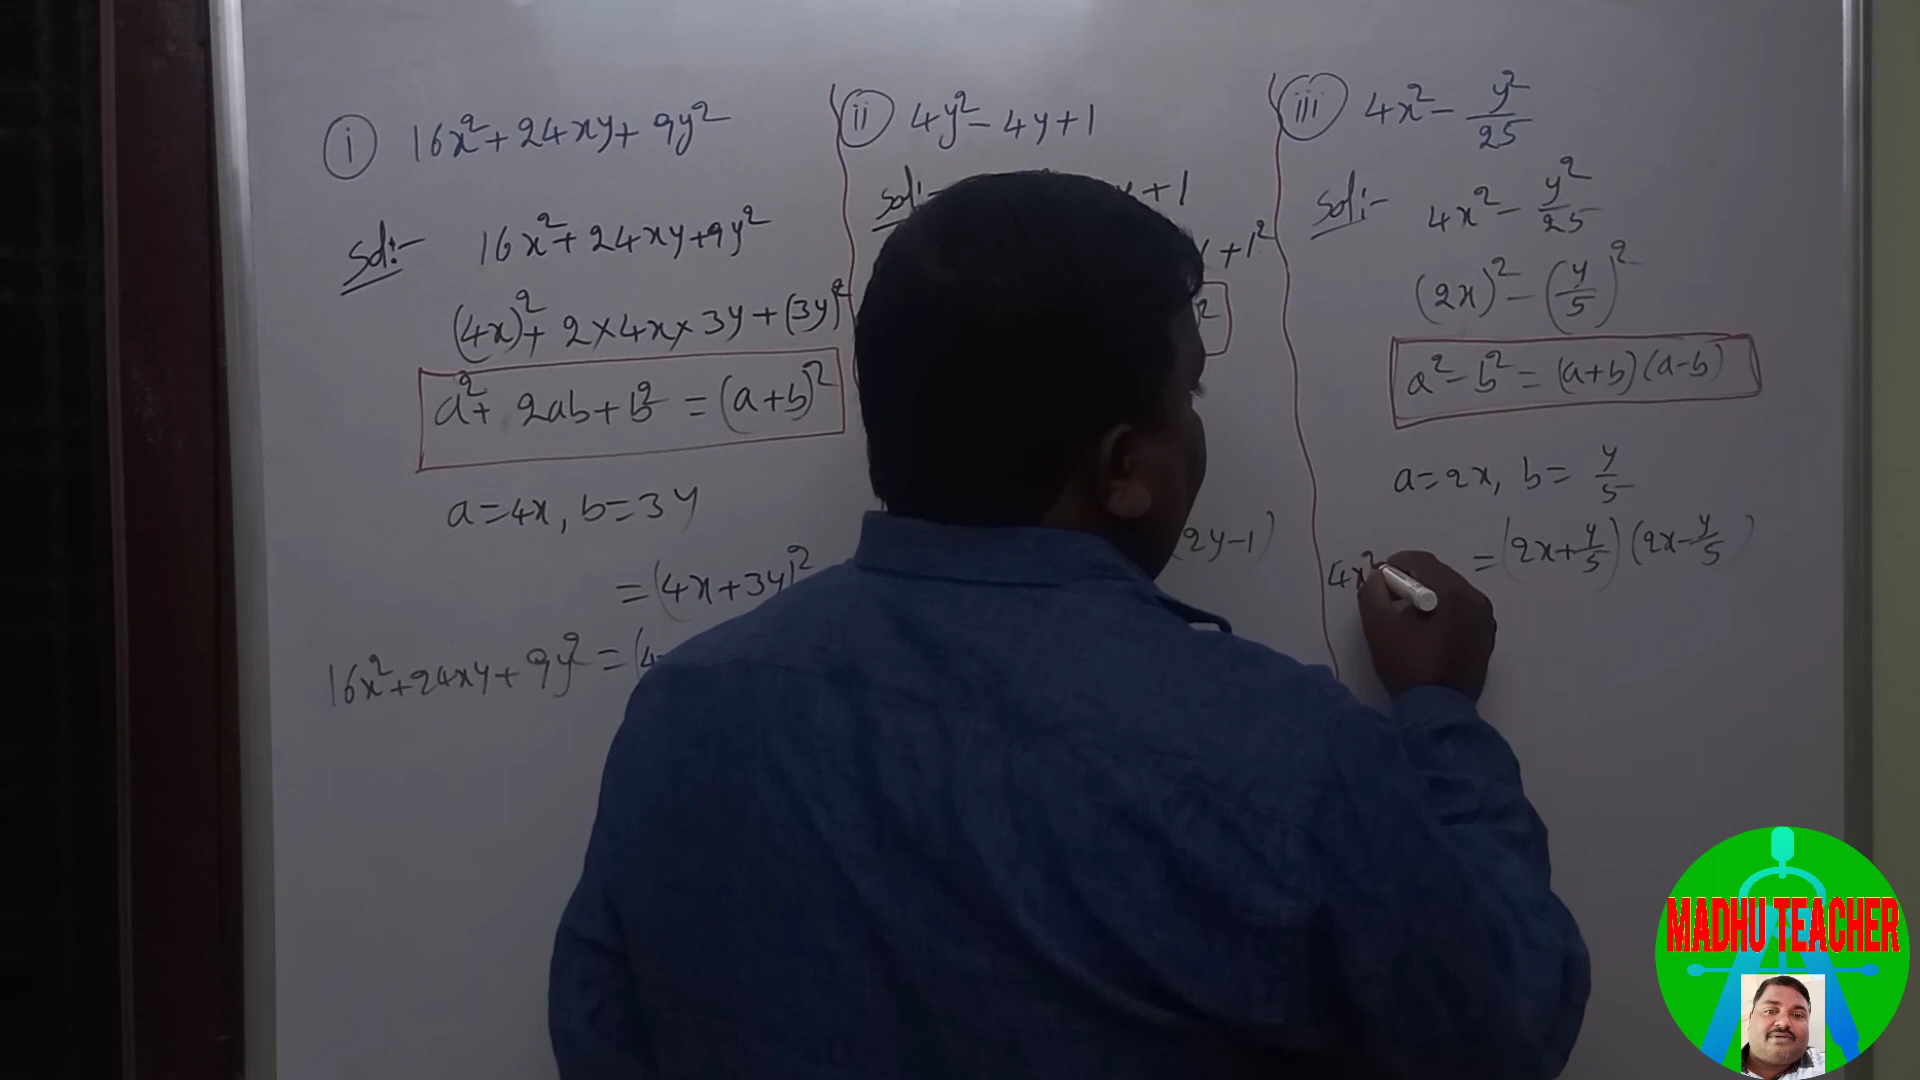 i 16x² + 24xy + 9y²
Sol:- 16x² + 24xy + 9y²
(4x)² + 2×4x×3y + (3y)²
a² + 2ab + b² = (a+b)²
a=4x, b=3y
= (4x+3y)²
16x² + 24xy + 9y² = (4
ii 4y² - 4y + 1
Sol:- + 1
+ 1²
2
(2y-1)
iii 4x² - y²/25
Sol:- 4x² - y²/25
(2x)² - (y/5)²
a² - b² = (a+b)(a-b)
a=2x, b= y/5
= (2x+y/5)(2x-y/5)
4x²
MADHU TEACHER